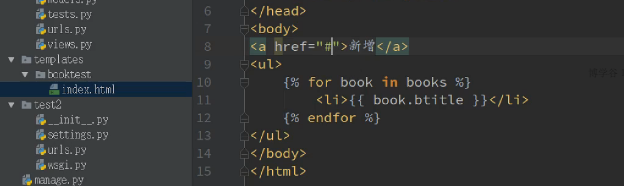 models.py
tests.py
urls.py
views.py
templates
booktest
index.html
test2
__init__.py
settings.py
urls.py
wsgi.py
manage.py
6 </head>
7 <body>
8 <a href="#">新增</a>
9 <ul>
10 {% for book in books %}
11 <li>{{ book.btitle }}</li>
12 {% endfor %}
13 </ul>
14 </body>
15 </html>